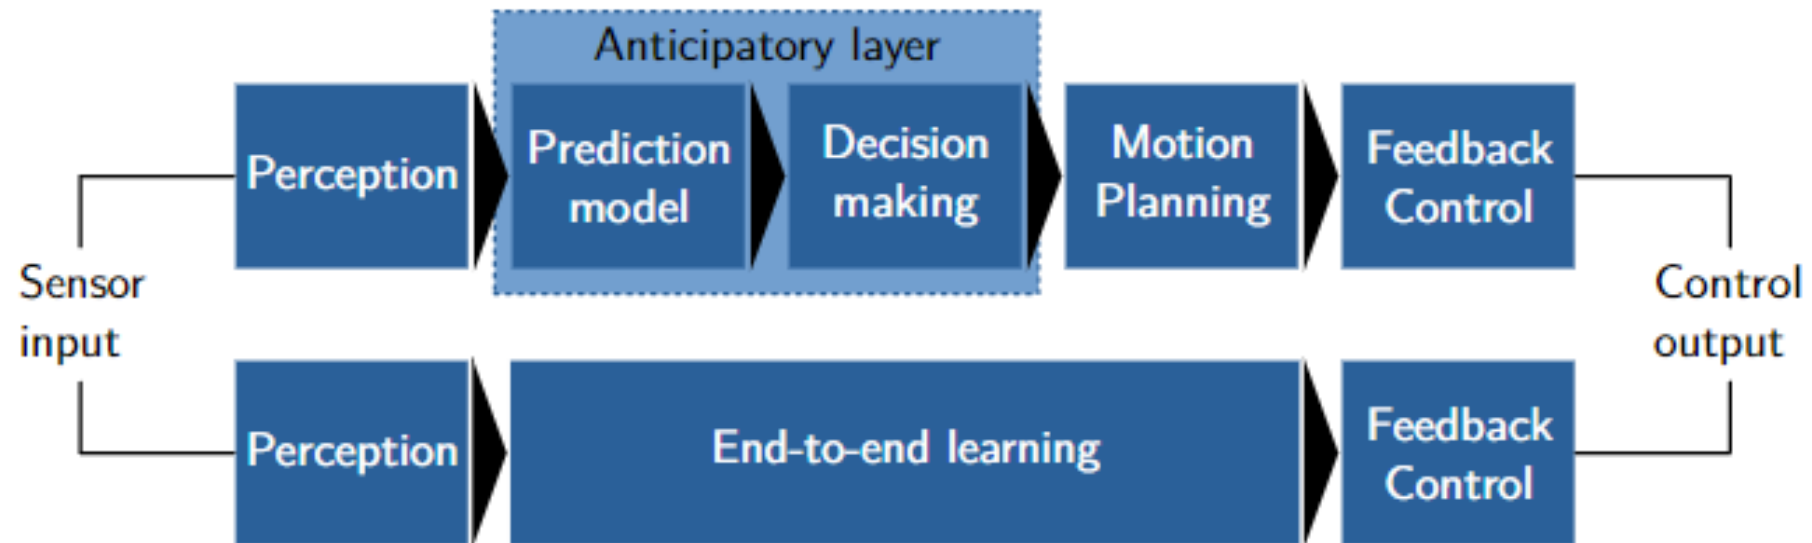 Anticipatory layer
Perception
Prediction
model
Decision
making
Motion
Planning
Feedback
Control
Sensor
input
Control
output
Perception
End-to-end learning
Feedback
Control